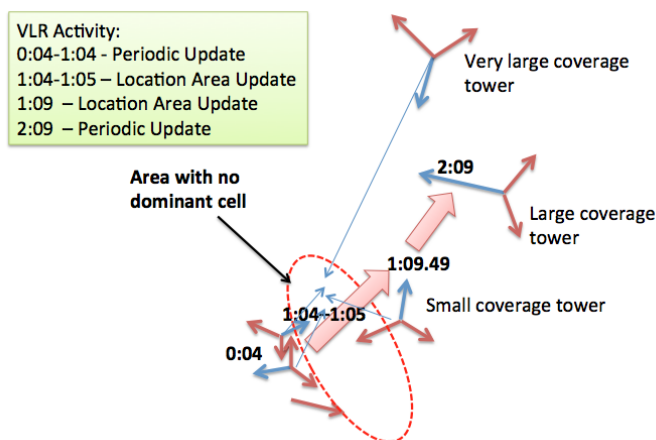 VLR Activity:
0:04-1:04 - Periodic Update
1:04-1:05 – Location Area Update
1:09 – Location Area Update
2:09 – Periodic Update
Very large coverage
tower
2:09
Area with no
dominant cell
Large coverage
tower
1:09.49
Small coverage tower
1:04-1:05
0:04